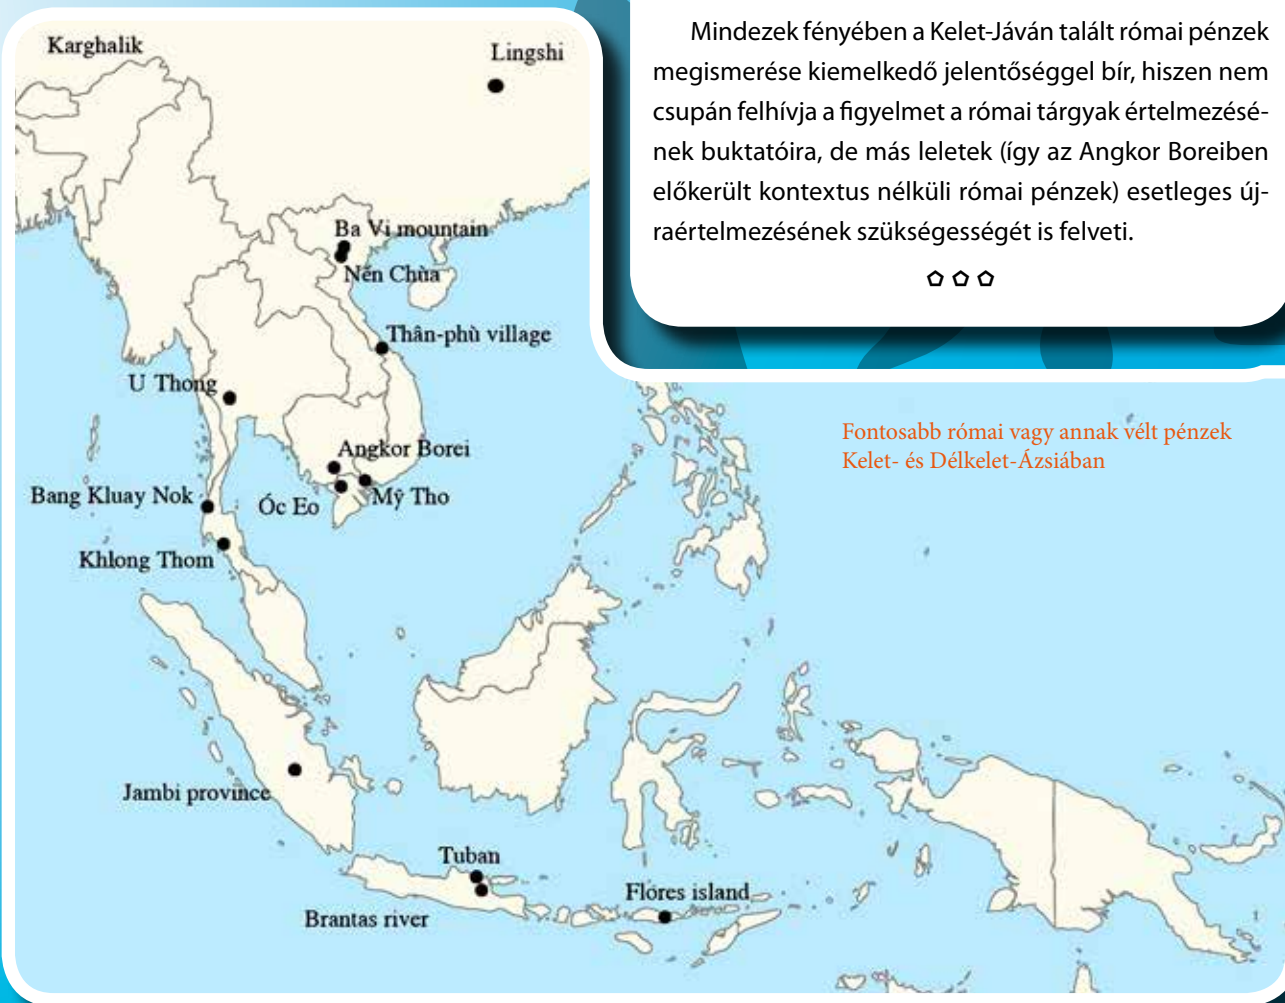 Mindezek fényében a Kelet-Jáván talált római pénzek
megismerése kiemelkedő jelentőséggel bír, hiszen nem
csupán felhívja a figyelmet a római tárgyak értelmezésé-
nek buktatóira, de más leletek (így az Angkor Boreiben
előkerült kontextus nélküli római pénzek) esetleges új-
raértelmezésének szükségességét is felveti.
Karghalik
Lingshi
Ba Vi mountain
Nền Chùa
Thân-phù village
U Thong
Angkor Borei
Bang Kluay Nok
Óc Eo
Mỹ Tho
Khlong Thom
Jambi province
Tuban
Brantas river
Flores island
Fontosabb római vagy annak vélt pénzek
Kelet- és Délkelet-Ázsiában